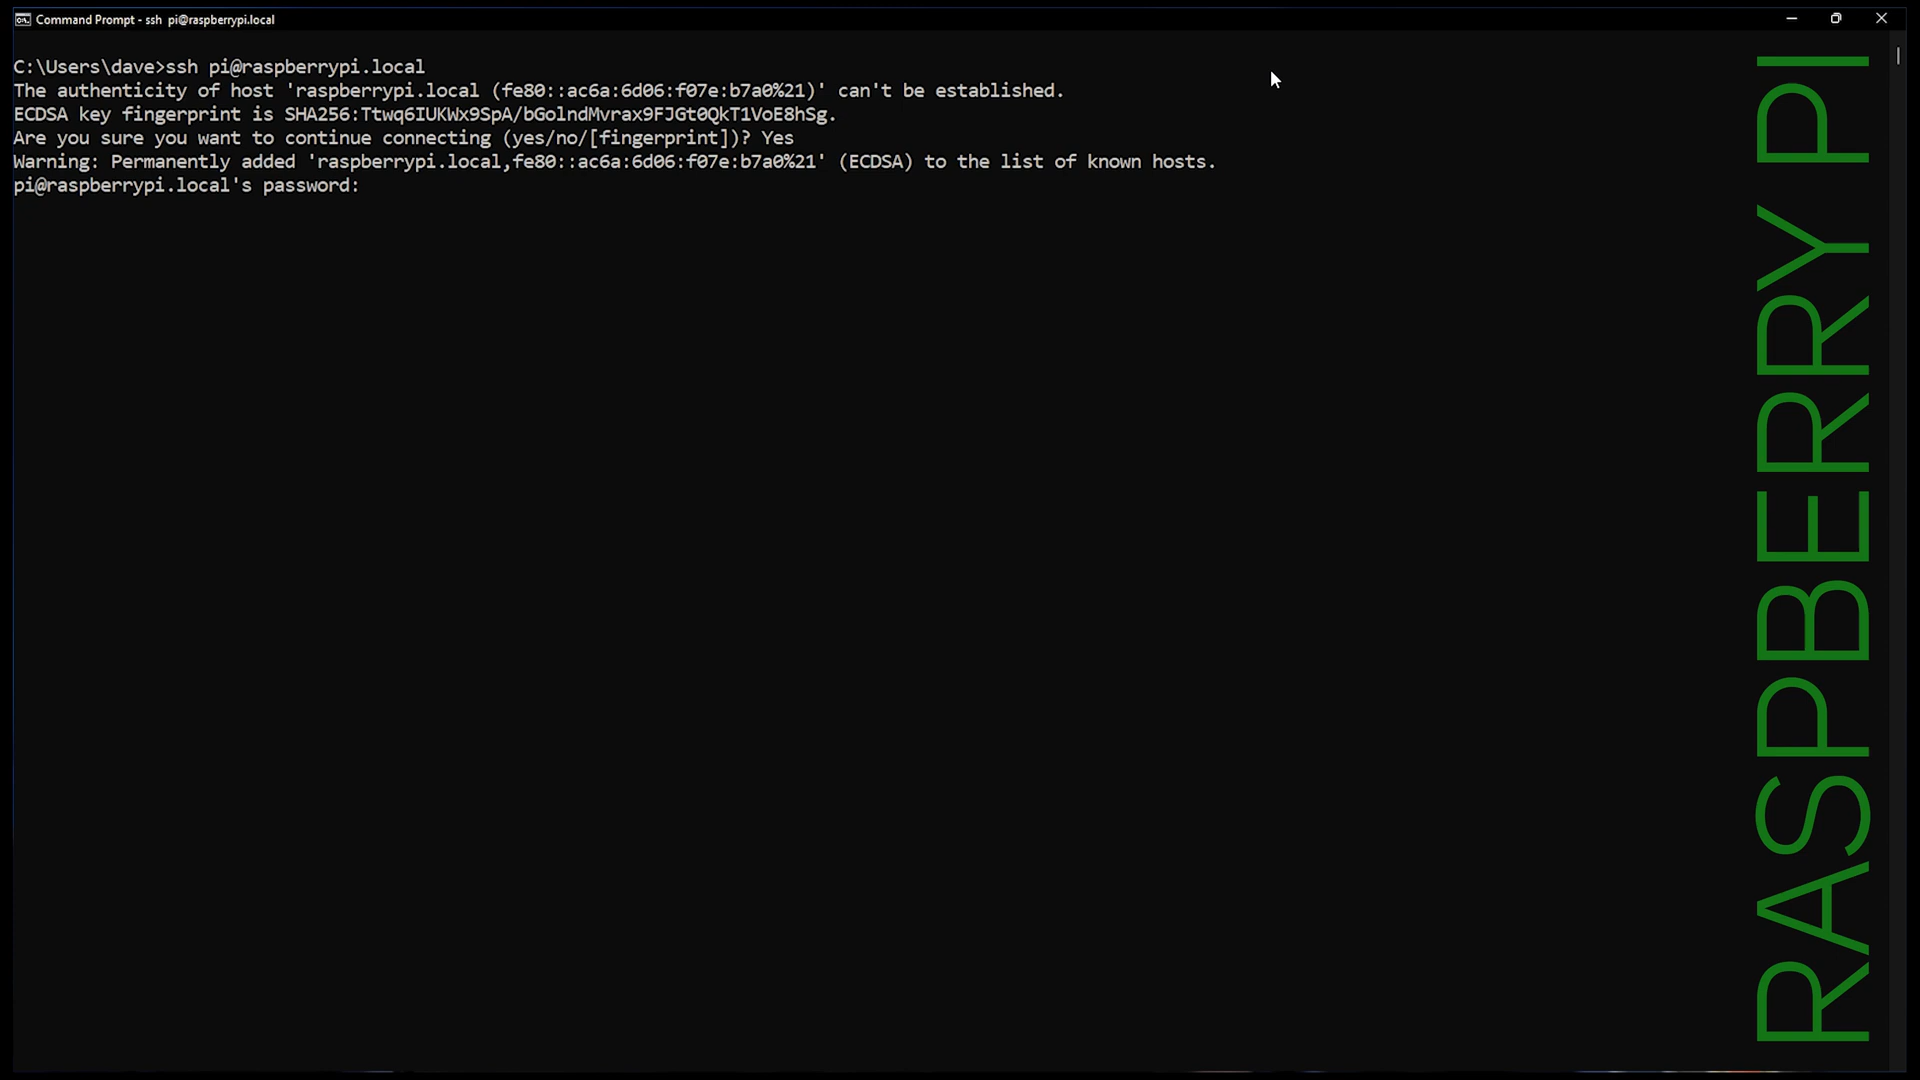 Command Prompt - ssh pi@raspberrypi.local
C:\Users\dave>ssh pi@raspberrypi.local
The authenticity of host 'raspberrypi.local (fe80::ac6a:6d06:f07e:b7a0%21)' can't be established.
ECDSA key fingerprint is SHA256:Ttwq6IUKWx9SpA/bGolndMvrax9FJGt0QkT1VoE8hSg.
Are you sure you want to continue connecting (yes/no/[fingerprint])? Yes
Warning: Permanently added 'raspberrypi.local,fe80::ac6a:6d06:f07e:b7a0%21' (ECDSA) to the list of known hosts.
pi@raspberrypi.local's password:
RASPBERRY PI